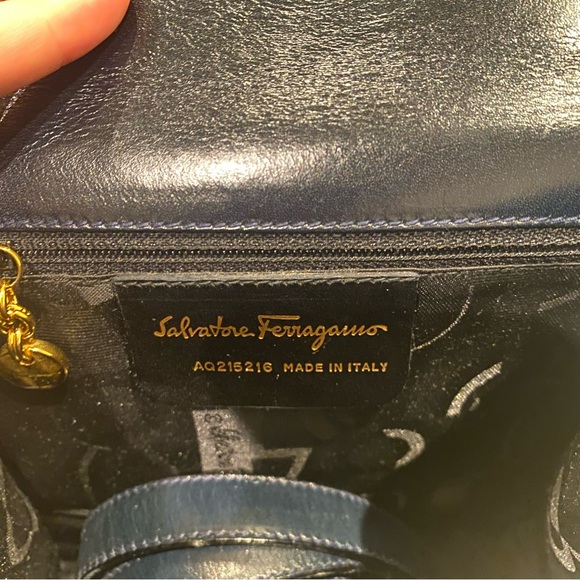 Salvatore Ferragamo
AQ215216 MADE IN ITALY